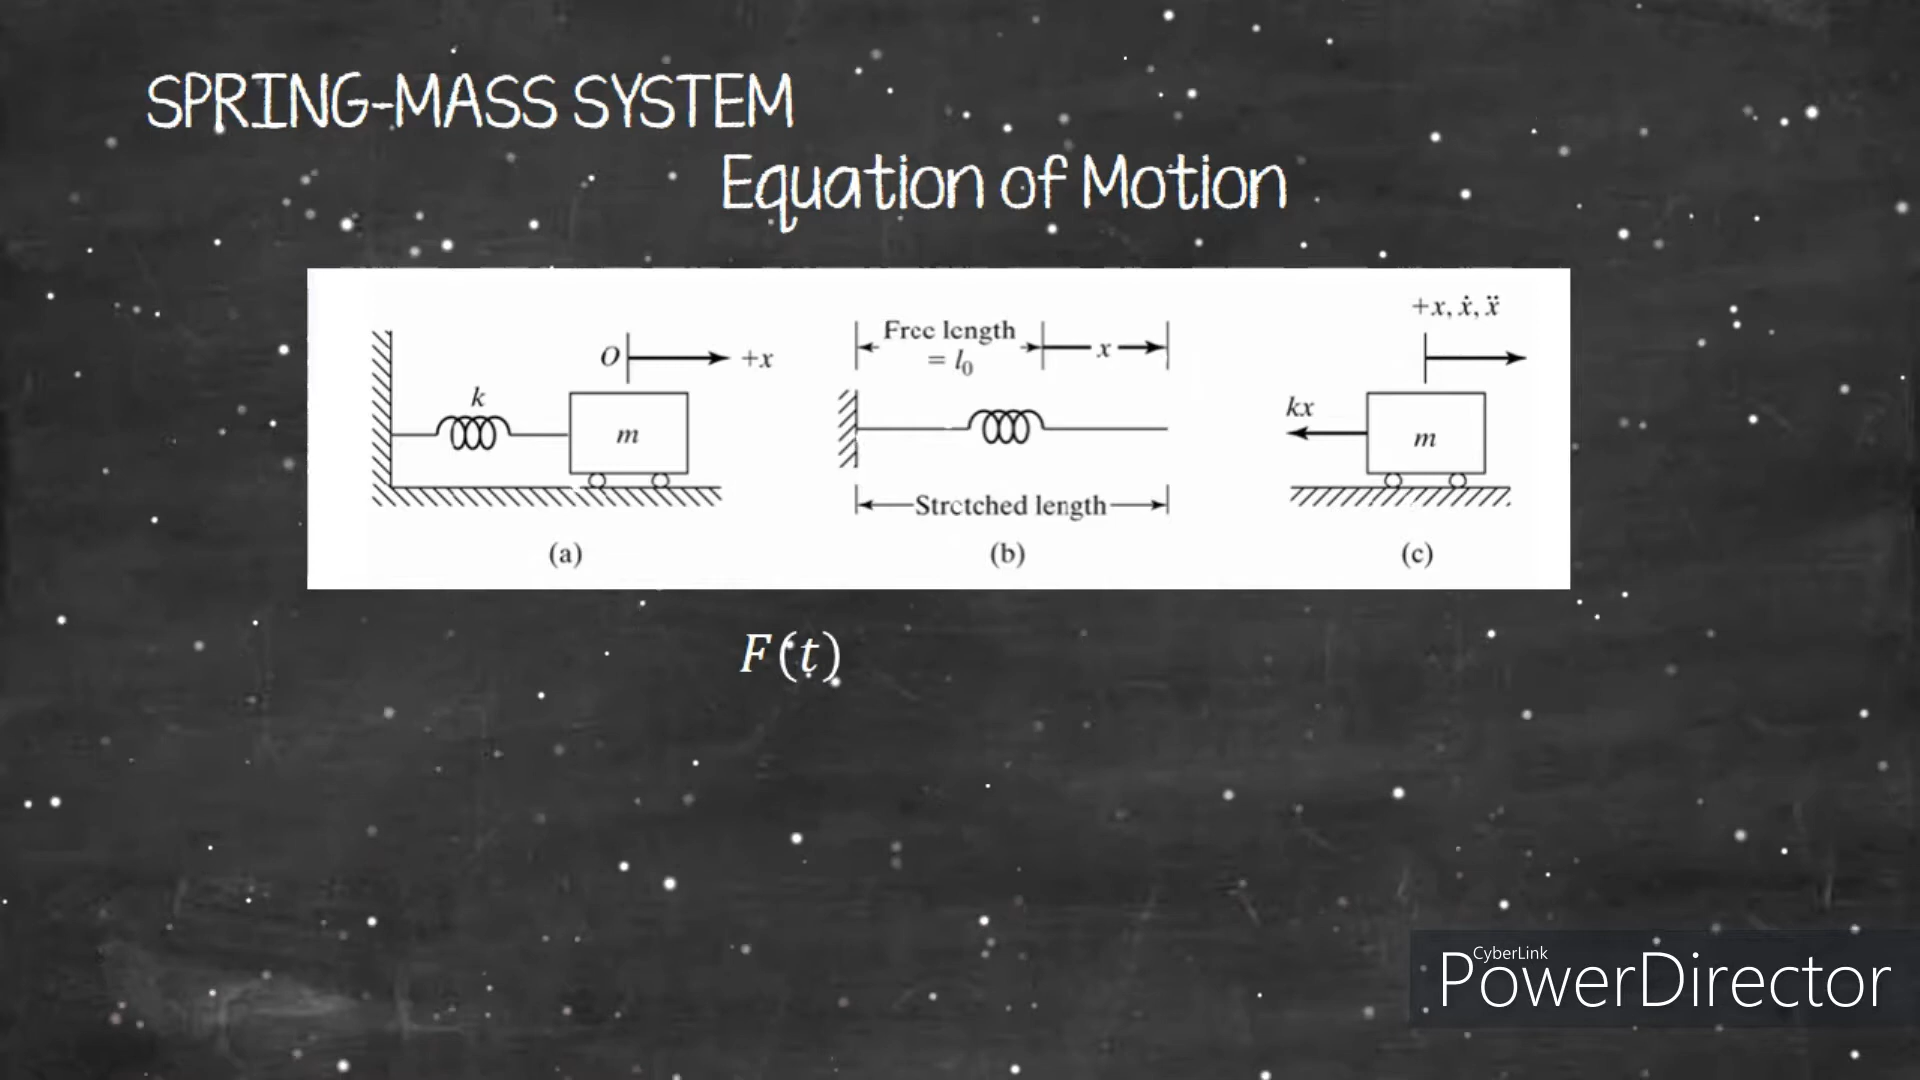 SPRING-MASS SYSTEM
Equation of Motion
+x, ẋ, ẍ
Free length
= l₀
x
O
+x
k
m
kx
m
Stretched length
(a)
(b)
(c)
F(t)
CyberLink
PowerDirector